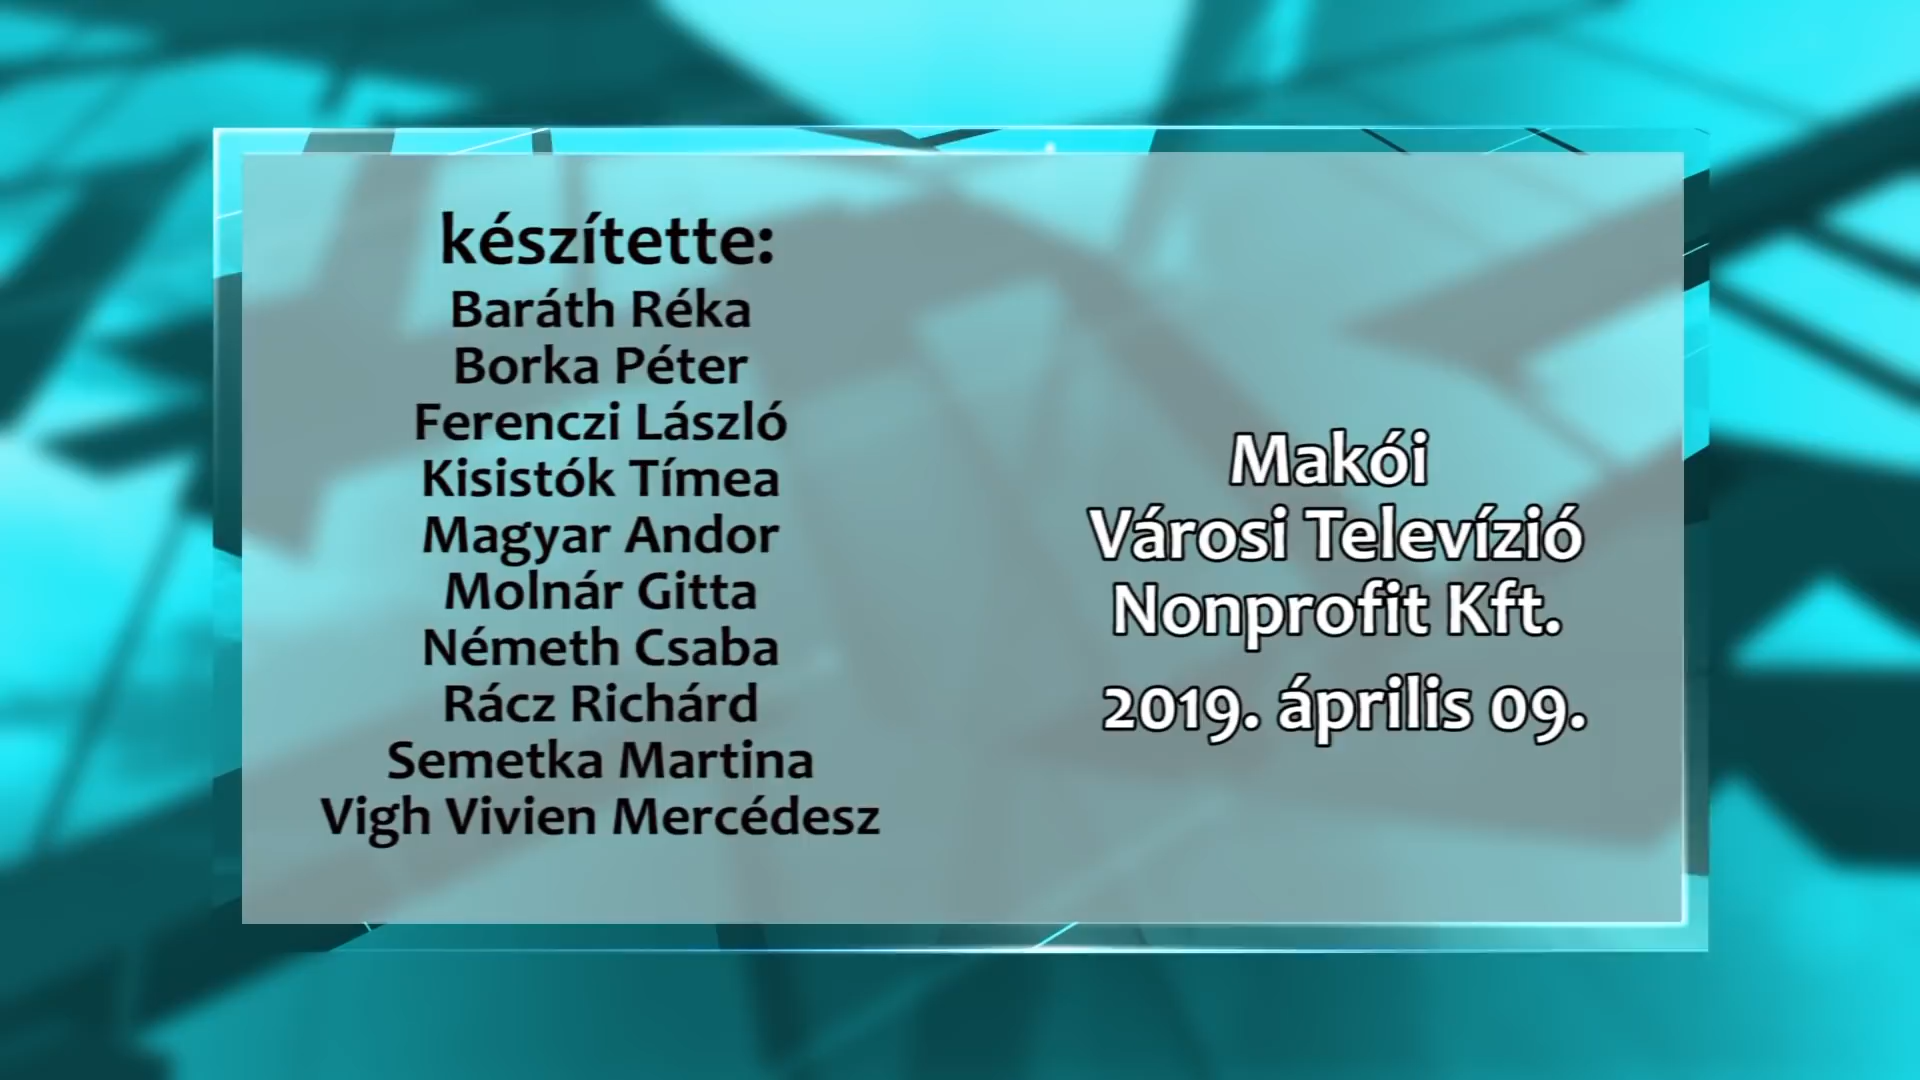 készítette:
Baráth Réka
Borka Péter
Ferenczi László
Kisistók Tímea
Magyar Andor
Molnár Gitta
Németh Csaba
Rácz Richárd
Semetka Martina
Vigh Vivien Mercédesz
Makói
Városi Televízió
Nonprofit Kft.
2019. április 09.